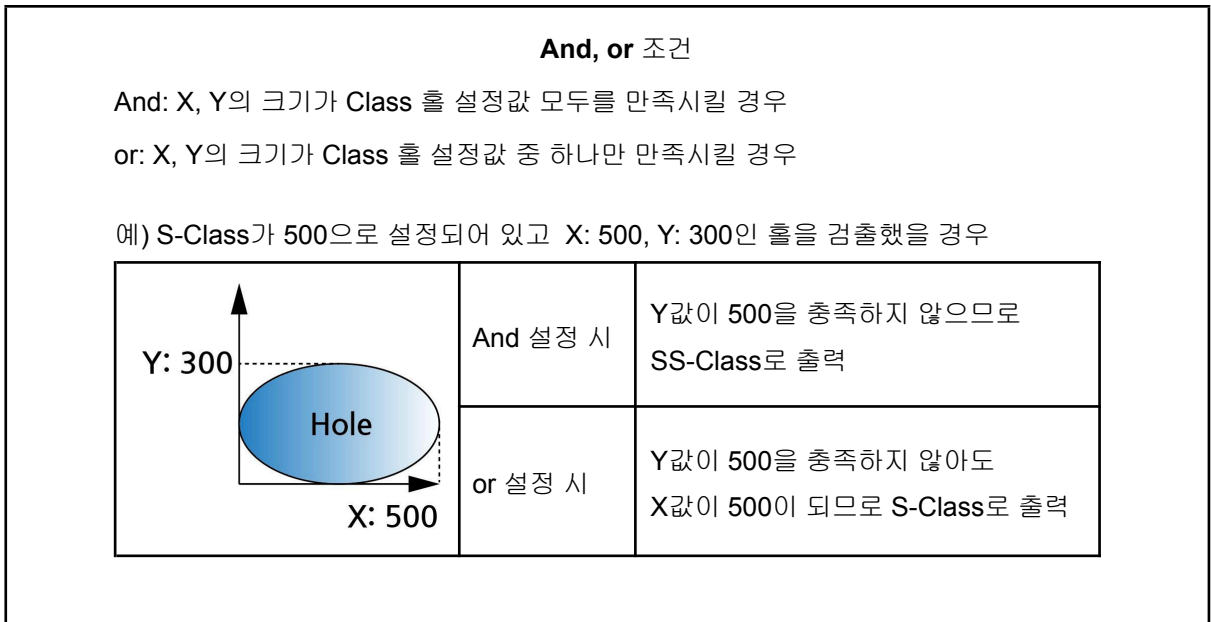 And, or 조건
And: X, Y의 크기가 Class 홀 설정값 모두를 만족시킬 경우
or: X, Y의 크기가 Class 홀 설정값 중 하나만 만족시킬 경우
예) S-Class가 500으로 설정되어 있고 X: 500, Y: 300인 홀을 검출했을 경우
Y: 300
Hole
X: 500
And 설정 시
Y값이 500을 충족하지 않으므로
SS-Class로 출력
or 설정 시
Y값이 500을 충족하지 않아도
X값이 500이 되므로 S-Class로 출력